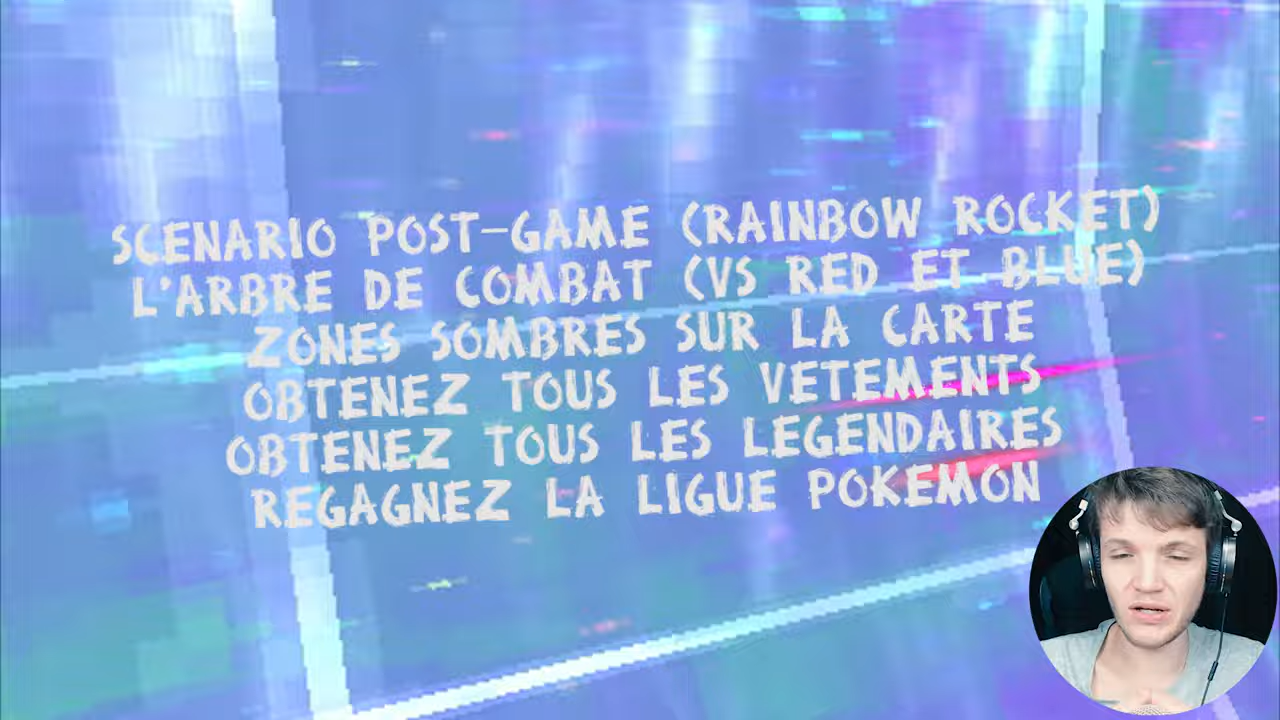 SCENARIO POST-GAME (RAINBOW ROCKET)
L'ARBRE DE COMBAT (VS RED ET BLUE)
ZONES SOMBRES SUR LA CARTE
OBTENEZ TOUS LES VETEMENTS
OBTENEZ TOUS LES LEGENDAIRES
REGAGNEZ LA LIGUE POKEMON